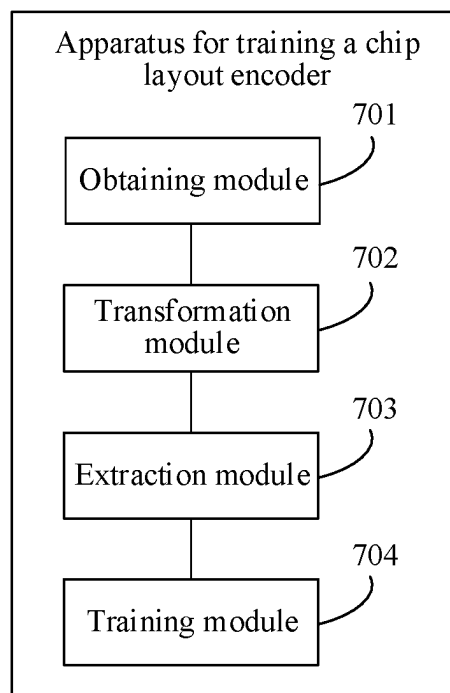 Apparatus for training a chip
layout encoder
701
Obtaining module
702
Transformation
module
703
Extraction module
704
Training module